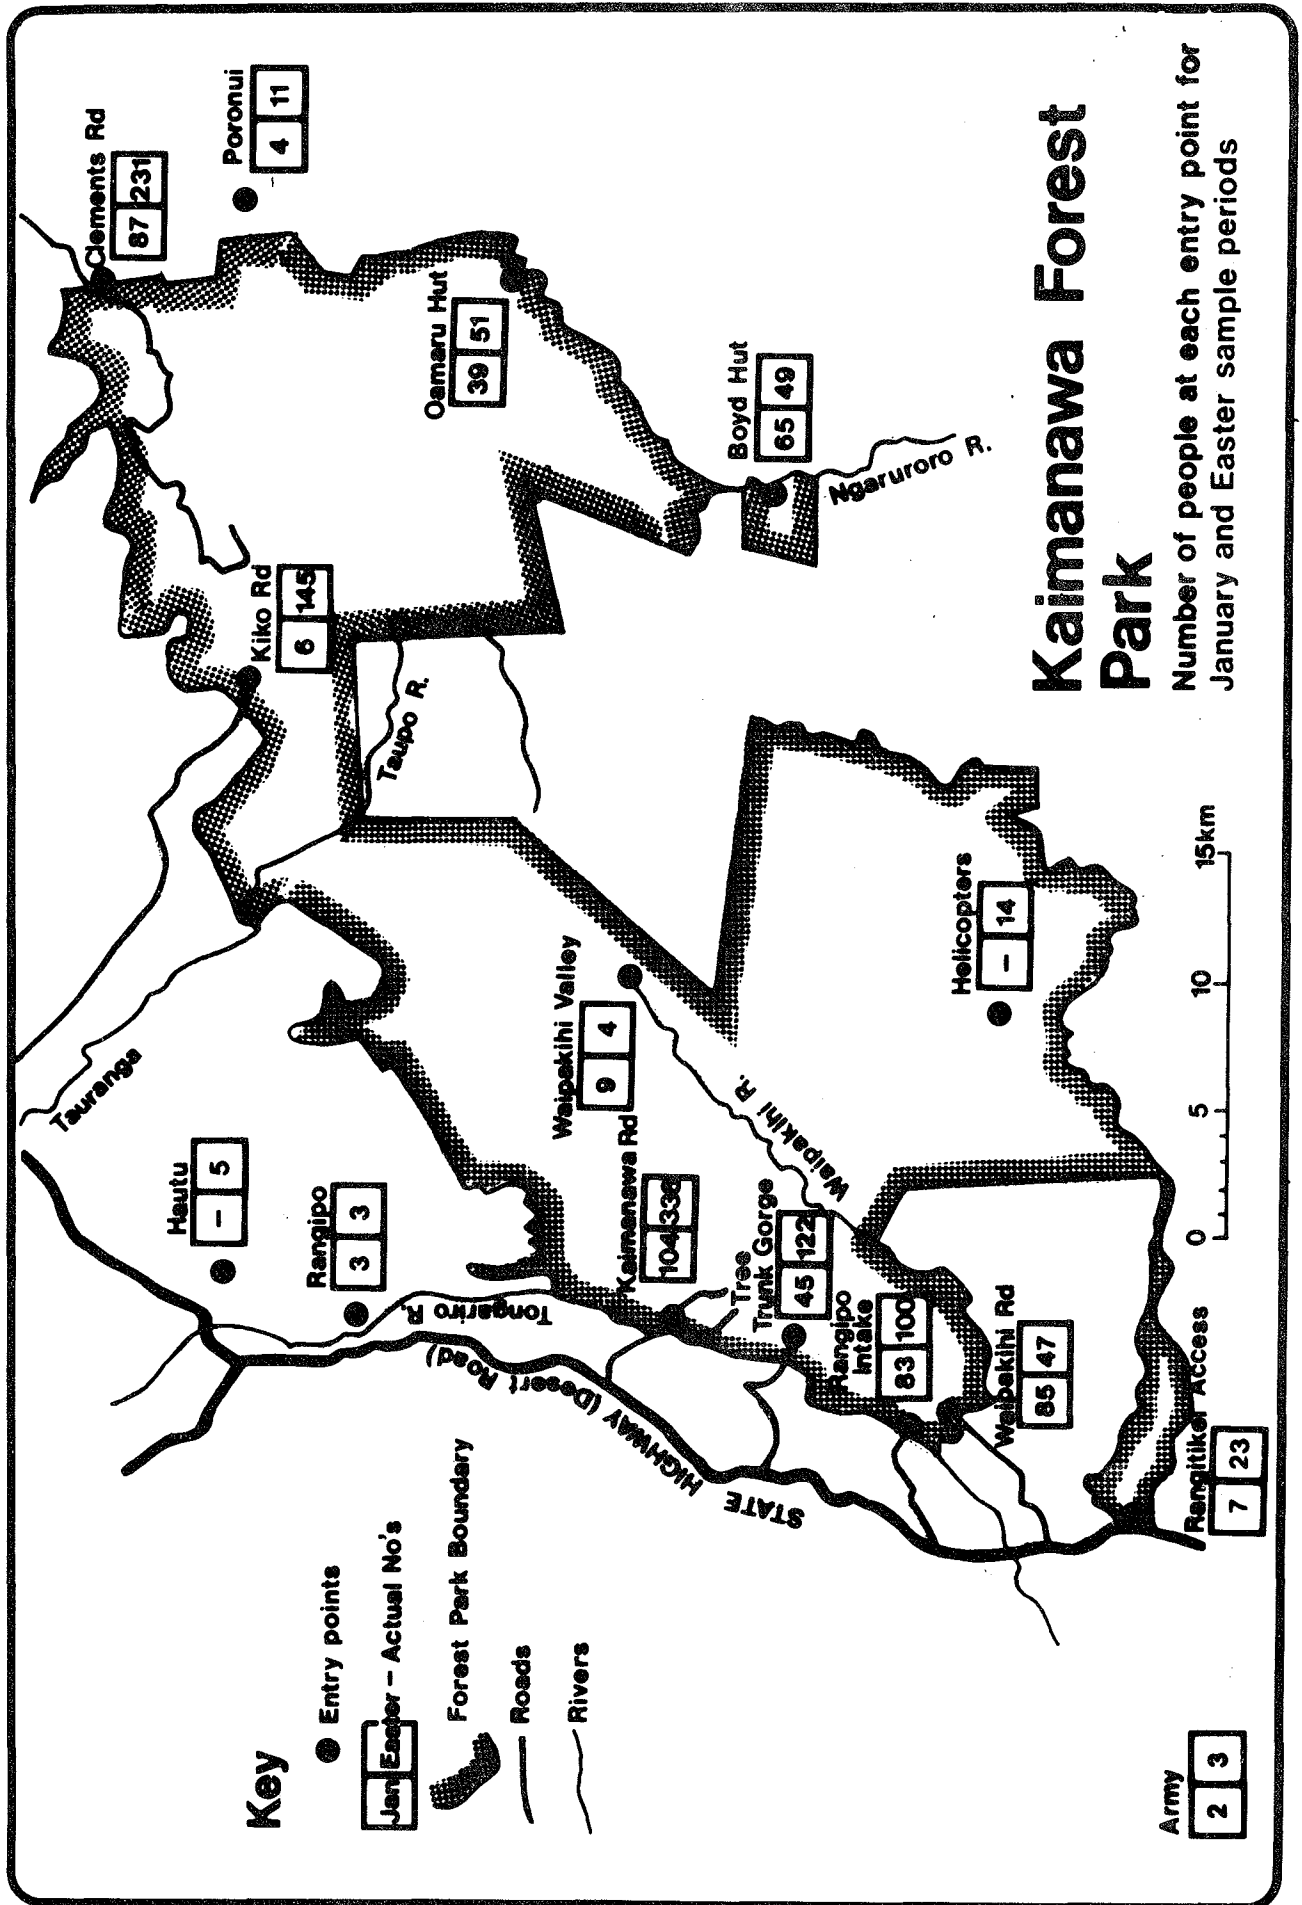 Kaimanawa Forest
Park
Number of people at each entry point for
January and Easter sample periods
Key
Entry points
Jan Easter – Actual No's
Forest Park Boundary
Roads
Rivers
Army
2 3
Hautu
– 5
Rangipo
3 3
Tauranga
Tongariro R.
STATE HIGHWAY (Desert Road)
Kaimanawa Rd
104
Tree
Trunk Gorge
45 122
Rangipo
Intake
83 100
Waipakihi Rd
85 47
Rangitikei Access
7 23
Waipakihi Valley
9 4
Waipakihi R.
Helicopters
– 14
Kiko Rd
6 145
Taupo R.
Clements Rd
87 231
Poronui
4 11
Oamaru Hut
39 51
Boyd Hut
65 49
Ngaruroro R.
0 5 10 15km